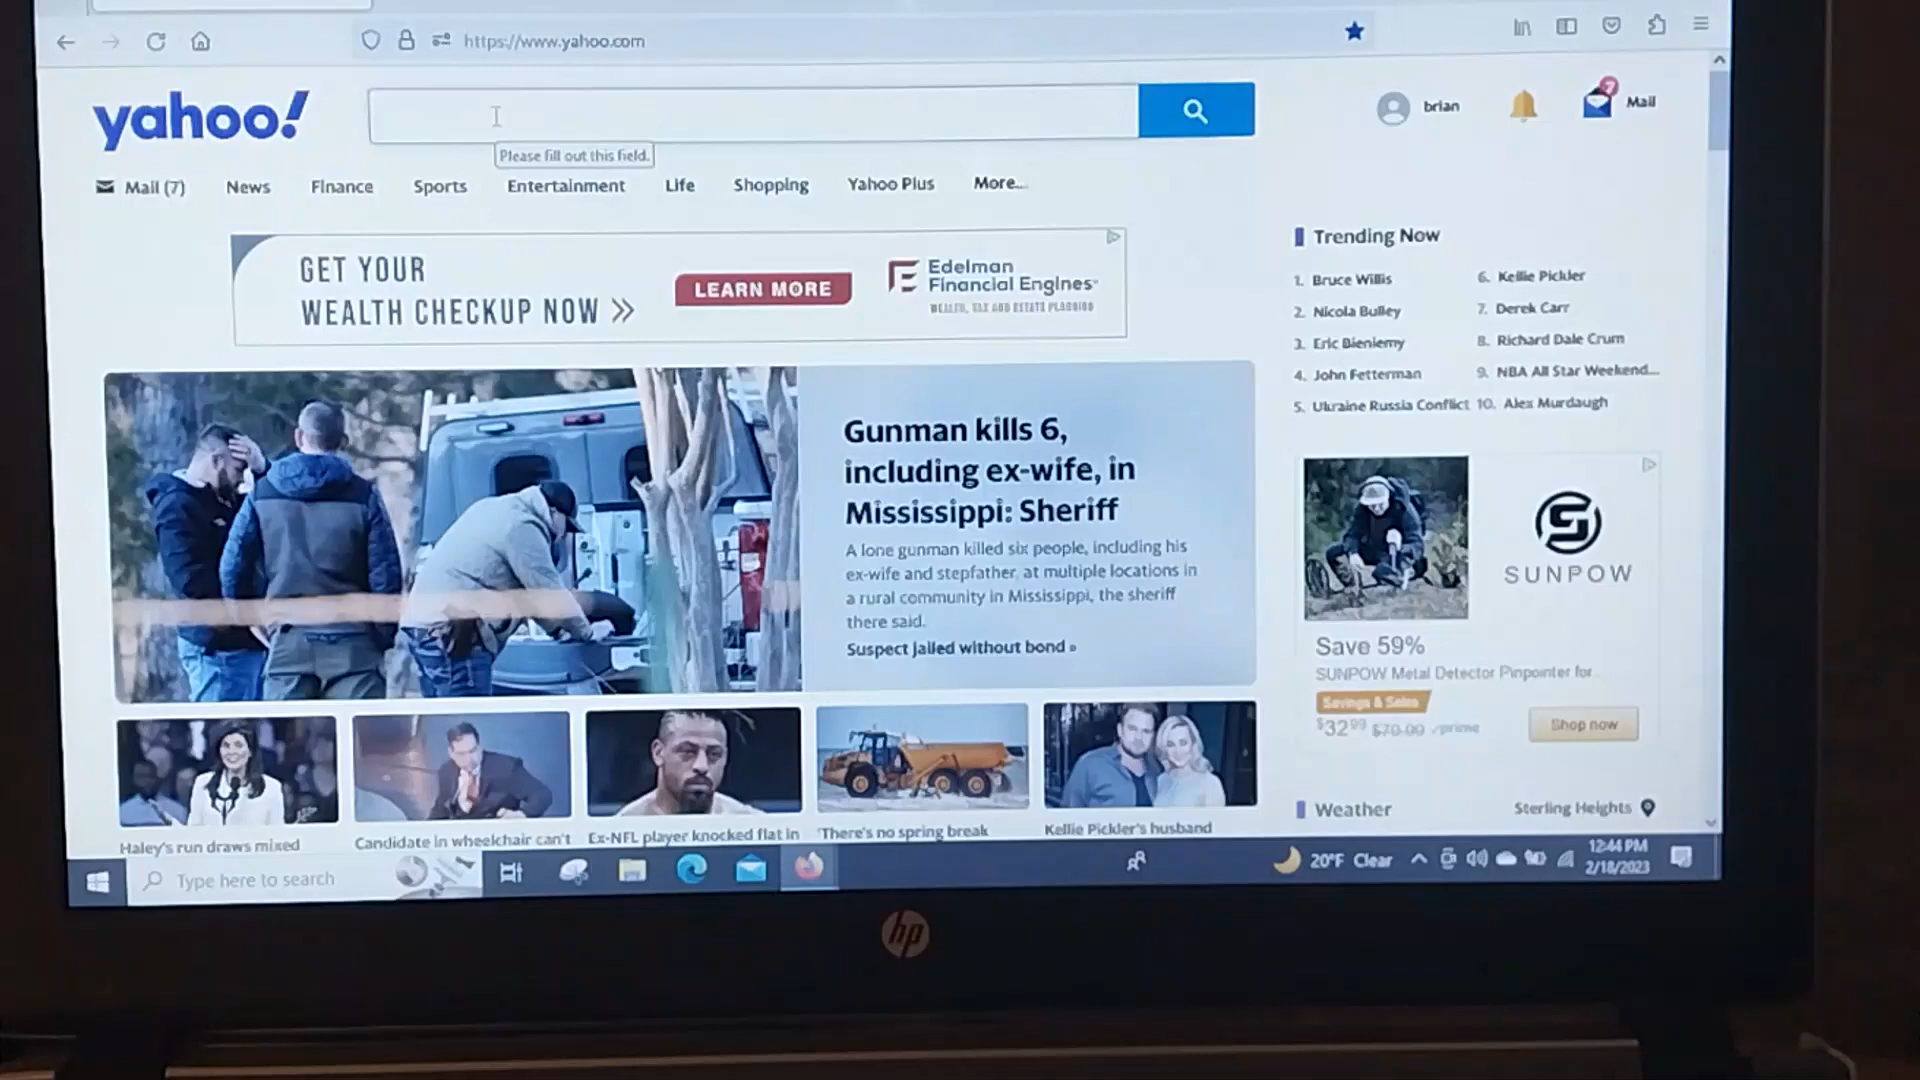 https://www.yahoo.com
yahoo!
brian
7
Mail
Please fill out this field.
Mail (7)
News
Finance
Sports
Entertainment
Life
Shopping
Yahoo Plus
More...
GET YOUR
WEALTH CHECKUP NOW >>
LEARN MORE
Edelman
Financial Engines
WEALTH, TAX AND ESTATE PLANNING
Trending Now
1. Bruce Willis
2. Nicola Bulley
3. Eric Bieniemy
4. John Fetterman
5. Ukraine Russia Conflict
6. Kellie Pickler
7. Derek Carr
8. Richard Dale Crum
9. NBA All Star Weekend...
10. Alex Murdaugh
Gunman kills 6,
including ex-wife, in
Mississippi: Sheriff
A lone gunman killed six people, including his
ex-wife and stepfather, at multiple locations in
a rural community in Mississippi, the sheriff
there said.
Suspect jailed without bond »
SUNPOW
Save 59%
SUNPOW Metal Detector Pinpointer for...
Savings & Sales
$32.99 $79.99 prime
Shop now
Haley's run draws mixed
Candidate in wheelchair can't
Ex-NFL player knocked flat in
'There's no spring break
Kellie Pickler's husband
Weather
Sterling Heights
Type here to search
20°F Clear
12:44 PM
2/18/2023
hp